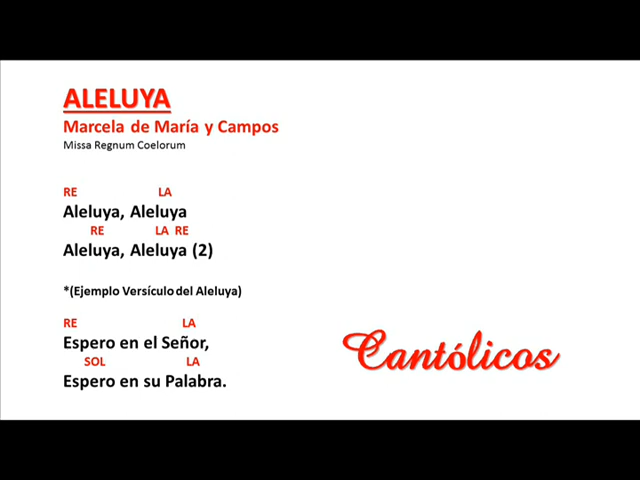 ALELUYA
Marcela de María y Campos
Missa Regnum Coelorum
RE LA
Aleluya, Aleluya
RE LA RE
Aleluya, Aleluya (2)
*(Ejemplo Versículo del Aleluya)
RE LA
Espero en el Señor,
SOL LA
Espero en su Palabra.
Cantólicos